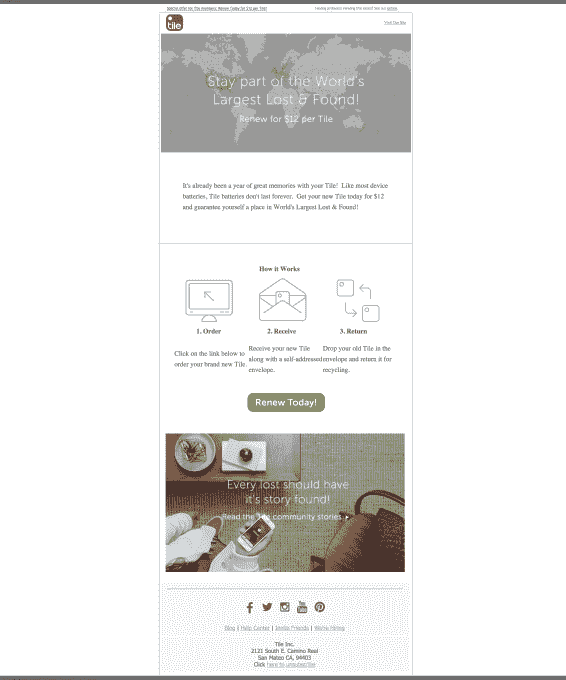 Special offer for Tile members: Renew Today for $12 per Tile!
Having problems viewing this email? See our online.
tile
Visit Our Site
Stay part of the World's
Largest Lost & Found!
Renew for $12 per Tile
It's already been a year of great memories with your Tile! Like most device
batteries, Tile batteries don't last forever. Get your new Tile today for $12
and guarantee yourself a place in World's Largest Lost & Found!
How it Works
1. Order
2. Receive
3. Return
Click on the link below to
order your brand new Tile.
Receive your new Tile
along with a self-addressed
envelope.
Drop your old Tile in the
envelope and return it for
recycling.
Renew Today!
Every lost should have
it's story found!
Read the Tile community stories
Blog | Help Center | Invite Friends | We're Hiring
Tile Inc.
2121 South E. Camino Real
San Mateo CA, 94403
Click here to unsubscribe